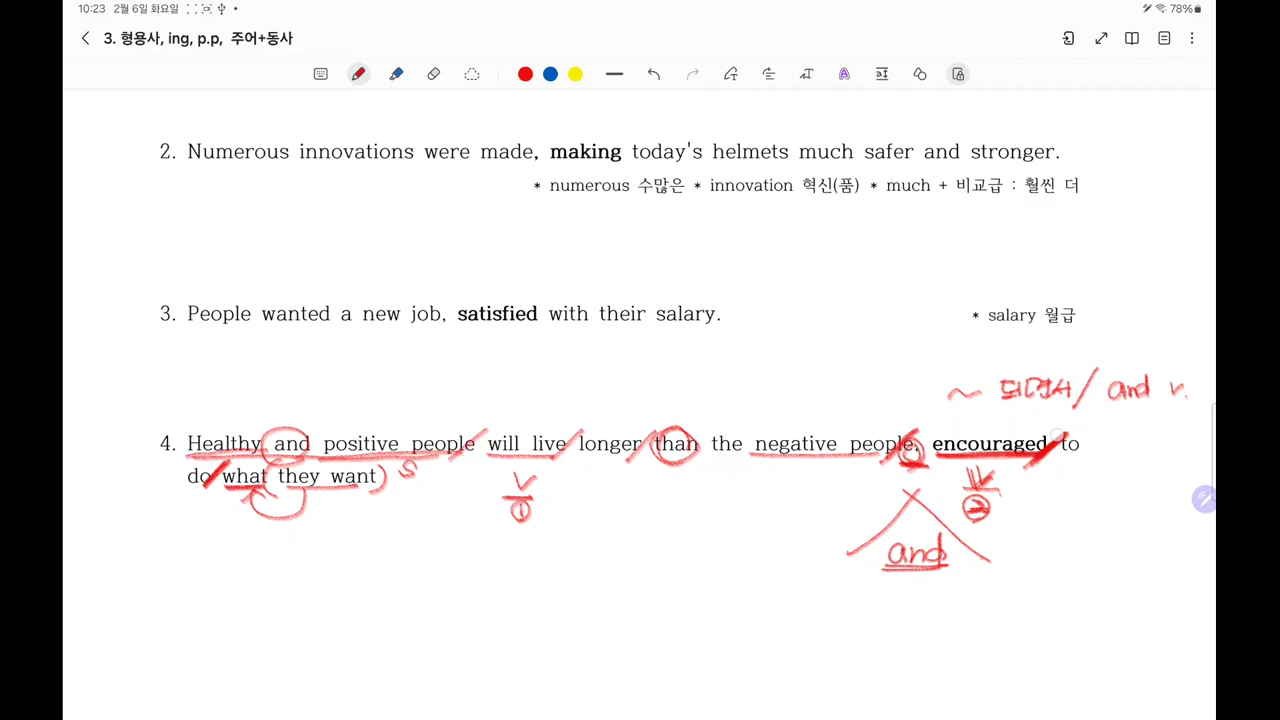 10:23 2월 6일 화요일
78%
3. 형용사, ing, p.p, 주어+동사
2. Numerous innovations were made, making today's helmets much safer and stronger.
* numerous 수많은 * innovation 혁신(품) * much + 비교급 : 훨씬 더
3. People wanted a new job, satisfied with their salary.
* salary 월급
~ 되면서 / and v.
4. Healthy and positive people will live longer than the negative people, encouraged to
do what they want)
S
V
①
V
②
and